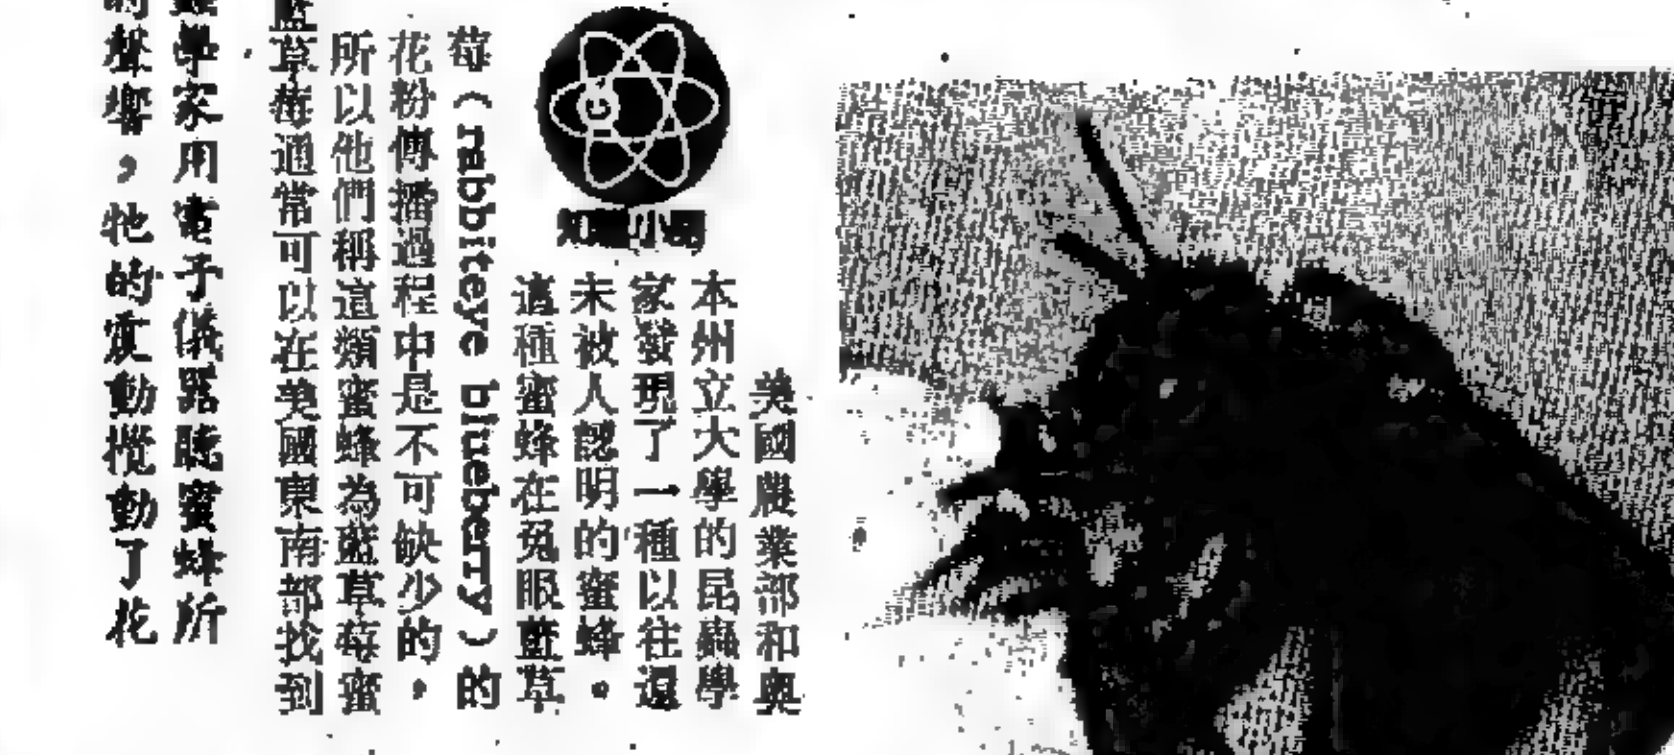 美國農業部和奧
本州立大學的昆蟲學
家發現了一種以往還
未被人認明的蜜蜂。
這種蜜蜂在兔眼藍草
莓(rabbiteye blueberry)的
花粉傳播過程中是不可缺少的。
所以他們稱這類蜜蜂為藍草莓蜜
藍草莓通常可以在美國東南部找到
蟲學家用電子儀器聽蜜蜂所
的聲響,牠的震動攪動了花